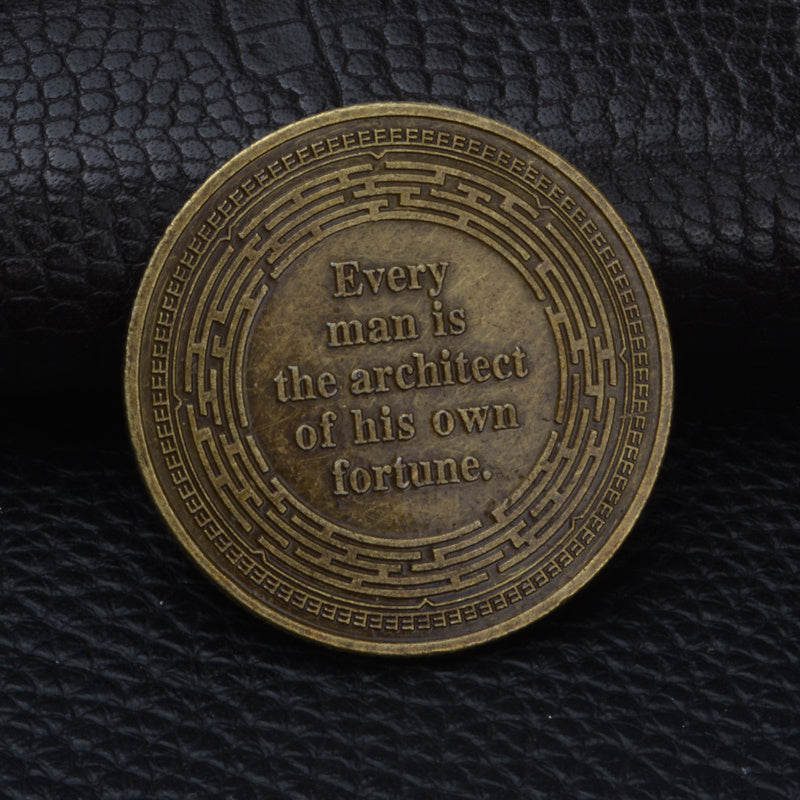 Every
man is
the architect
of his own
fortune.